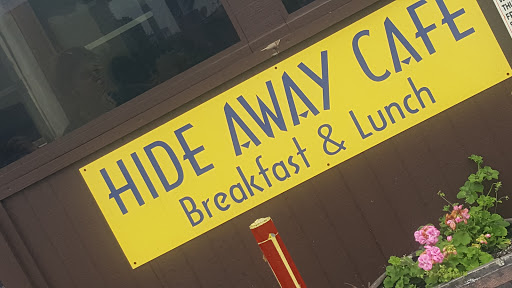 HIDE AWAY CAFE
Breakfast & Lunch